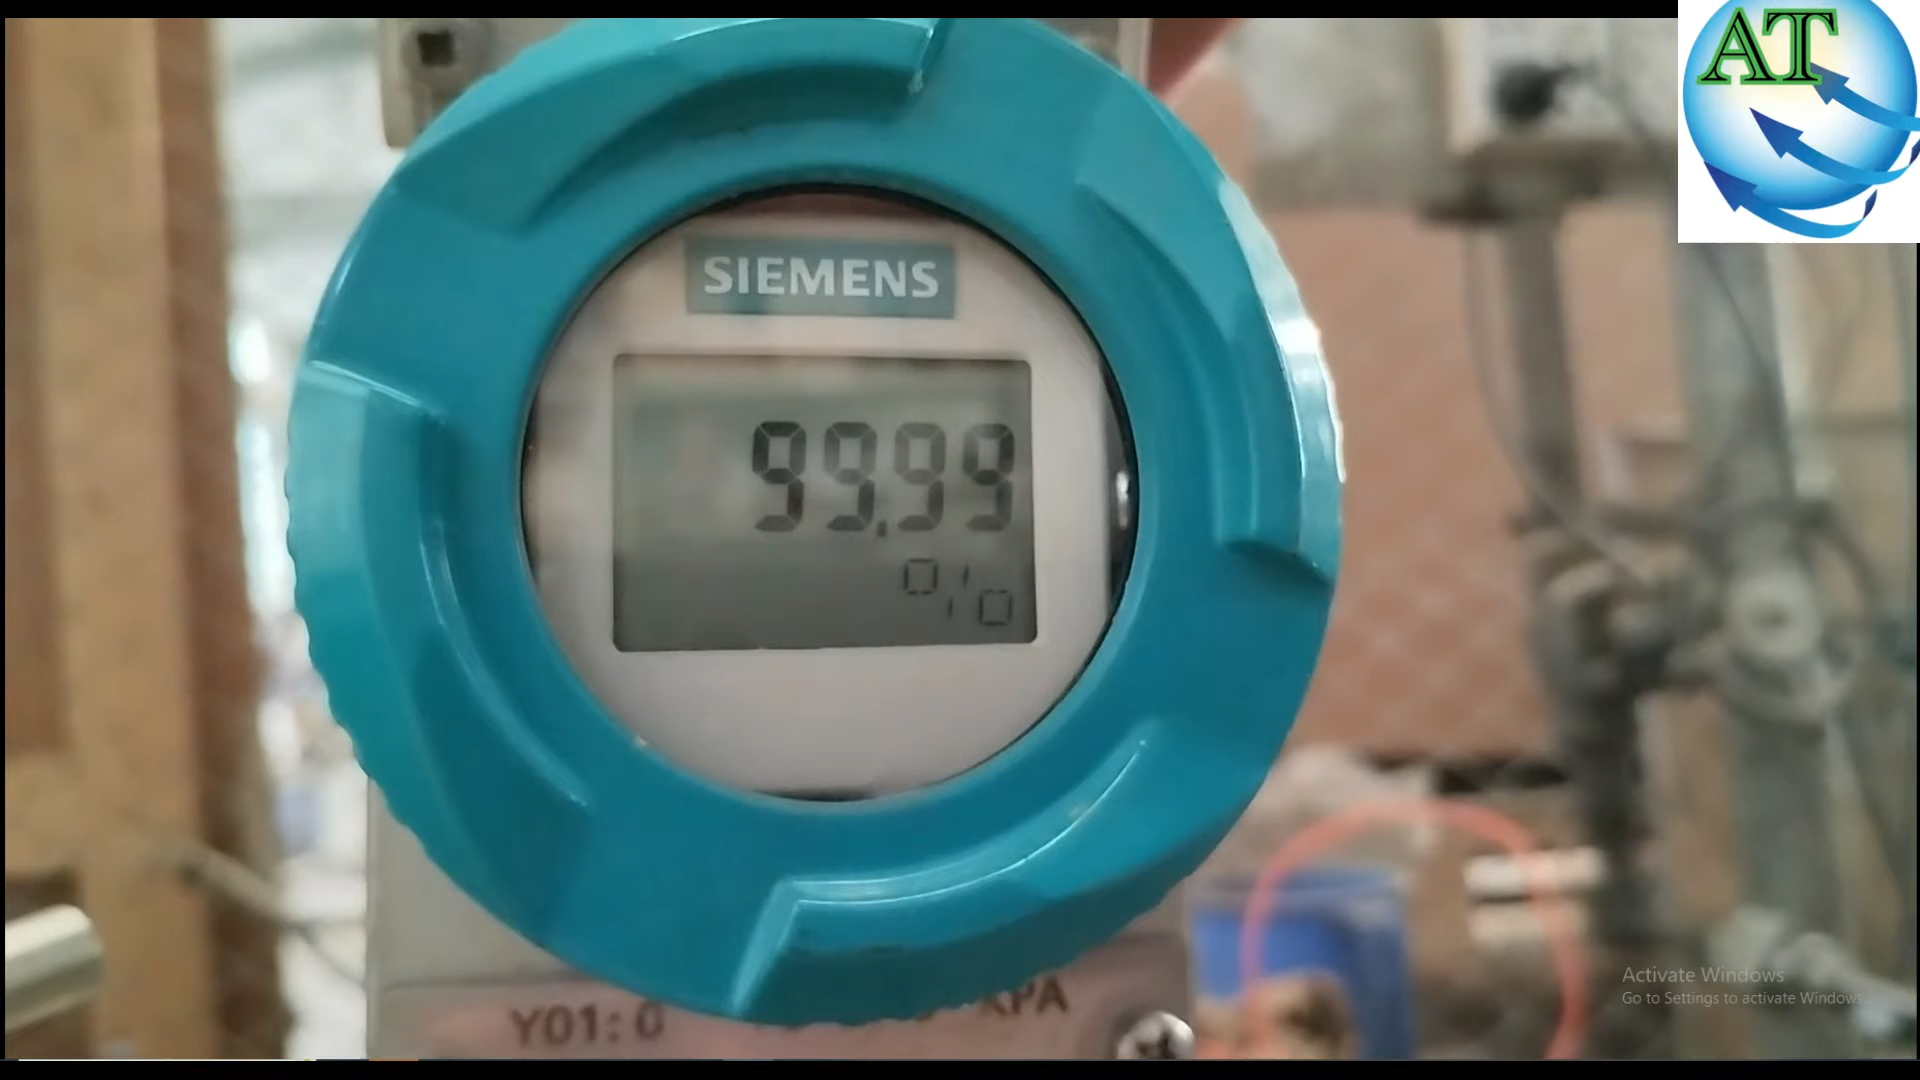 AT
SIEMENS
99.99
%
Y01: 0
KPA
Activate Windows
Go to Settings to activate Windows.